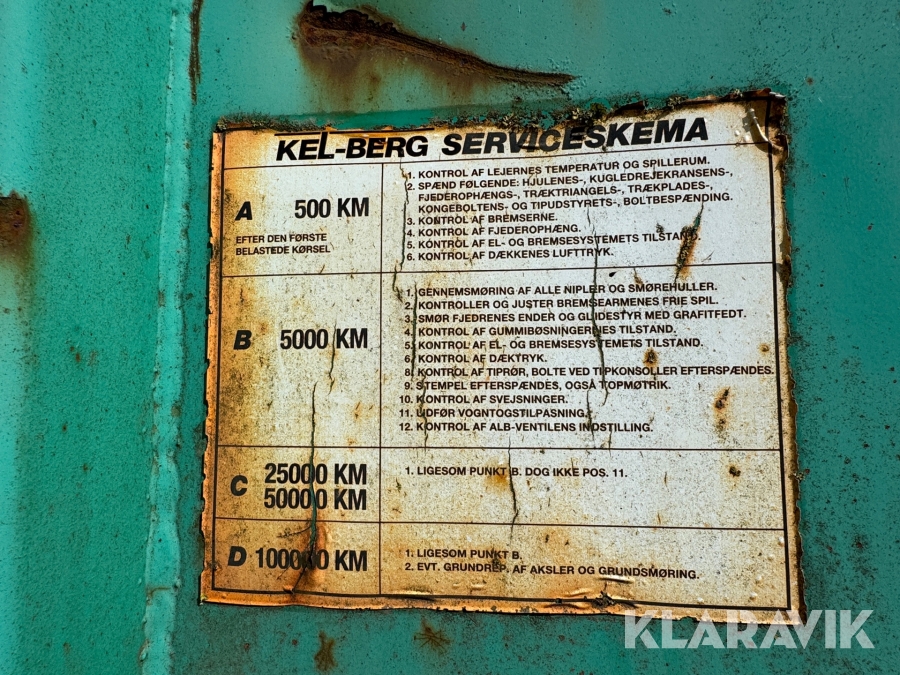 KEL-BERG SERVICESKEMA
A 500 KM
EFTER DEN FØRSTE
BELASTEDE KØRSEL
1. KONTROL AF LEJERNES TEMPERATUR OG SPILLERUM.
2. SPÆND FØLGENDE: HJULENES-, KUGLEDREJEKRANSENS-,
FJEDEROPHÆNGS-, TRÆKTRIANGELS-, TRÆKPLADES-,
KONGEBOLTENS- OG TIPUDSTYRETS-, BOLTBESPÆNDING.
3. KONTROL AF BREMSERNE.
4. KONTROL AF FJEDEROPHÆNG.
5. KONTROL AF EL- OG BREMSESYSTEMETS TILSTAND.
6. KONTROL AF DÆKKENES LUFTTRYK.
B 5000 KM
1. GENNEMSMØRING AF ALLE NIPLER OG SMØREHULLER.
2. KONTROLLER OG JUSTER BREMSEARMENES FRIE SPIL.
3. SMØR FJEDRENES ENDER OG GLIDESTYR MED GRAFITFEDT.
4. KONTROL AF GUMMIBØSNINGERNES TILSTAND.
5. KONTROL AF EL- OG BREMSESYSTEMETS TILSTAND.
6. KONTROL AF DÆKTRYK.
8. KONTROL AF TIPRØR, BOLTE VED TIPKONSOLLER EFTERSPÆNDES.
9. STEMPEL EFTERSPÆNDES, OGSÅ TOPMØTRIK.
10. KONTROL AF SVEJSNINGER.
11. UDFØR VOGNTOGSTILPASNING.
12. KONTROL AF ALB-VENTILENS INDSTILLING.
C 25000 KM
50000 KM
1. LIGESOM PUNKT B. DOG IKKE POS. 11.
D 100000 KM
1. LIGESOM PUNKT B.
2. EVT. GRUNDREP. AF AKSLER OG GRUNDSMØRING.
KLARAVIK